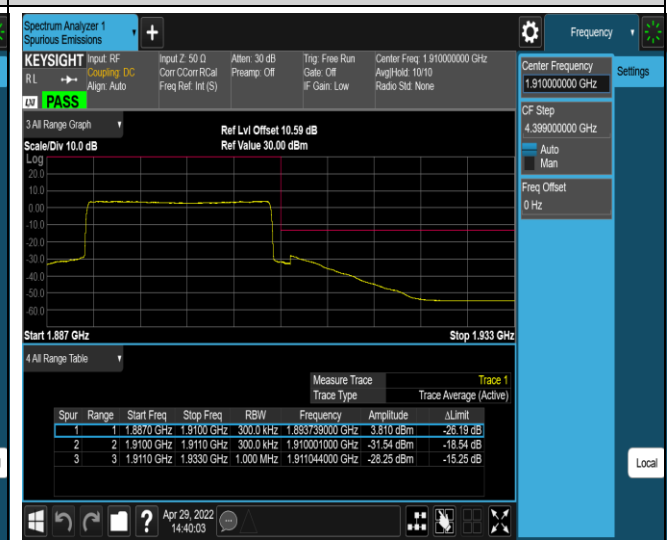 Spectrum Analyzer 1
Spurious Emissions
+
Frequency
KEYSIGHT
RL
PASS
Input: RF
Coupling: DC
Align: Auto
Input Z: 50 Ω
Corr CCorr RCal
Freq Ref: Int (S)
Atten: 30 dB
Preamp: Off
Trig: Free Run
Gate: Off
IF Gain: Low
Center Freq: 1.910000000 GHz
Avg|Hold: 10/10
Radio Std: None
Center Frequency
1.910000000 GHz
Settings
CF Step
4.399000000 GHz
Auto
Man
Freq Offset
0 Hz
3 All Range Graph
Scale/Div 10.0 dB
Ref Lvl Offset 10.59 dB
Ref Value 30.00 dBm
Log
20.0
10.0
0.00
-10.0
-20.0
-30.0
-40.0
-50.0
-60.0
Start 1.887 GHz
Stop 1.933 GHz
4 All Range Table
Measure Trace Trace 1
Trace Type Trace Average (Active)
Spur Range Start Freq Stop Freq RBW Frequency Amplitude ΔLimit
1 1 1.8870 GHz 1.9100 GHz 300.0 kHz 1.893739000 GHz 3.810 dBm -26.19 dB
2 2 1.9100 GHz 1.9110 GHz 300.0 kHz 1.910001000 GHz -31.54 dBm -18.54 dB
3 3 1.9110 GHz 1.9330 GHz 1.000 MHz 1.911044000 GHz -28.25 dBm -15.25 dB
Local
?
Apr 29, 2022
14:40:03